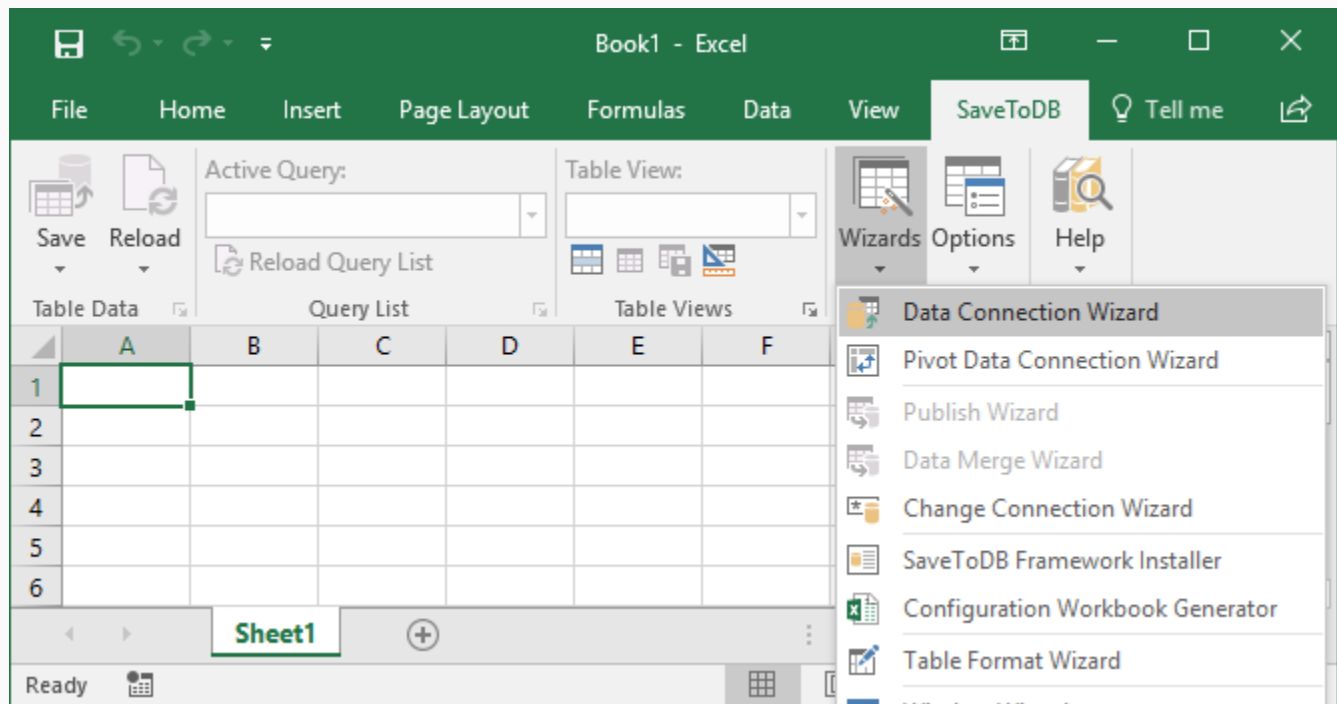 Book1 - Excel
File Home Insert Page Layout Formulas Data View SaveToDB Tell me
Save Reload
Active Query:
Reload Query List
Table View:
Wizards Options Help
Table Data Query List Table Views
Data Connection Wizard
Pivot Data Connection Wizard
Publish Wizard
Data Merge Wizard
Change Connection Wizard
SaveToDB Framework Installer
Configuration Workbook Generator
Table Format Wizard
A B C D E F
1
2
3
4
5
6
Sheet1
Ready